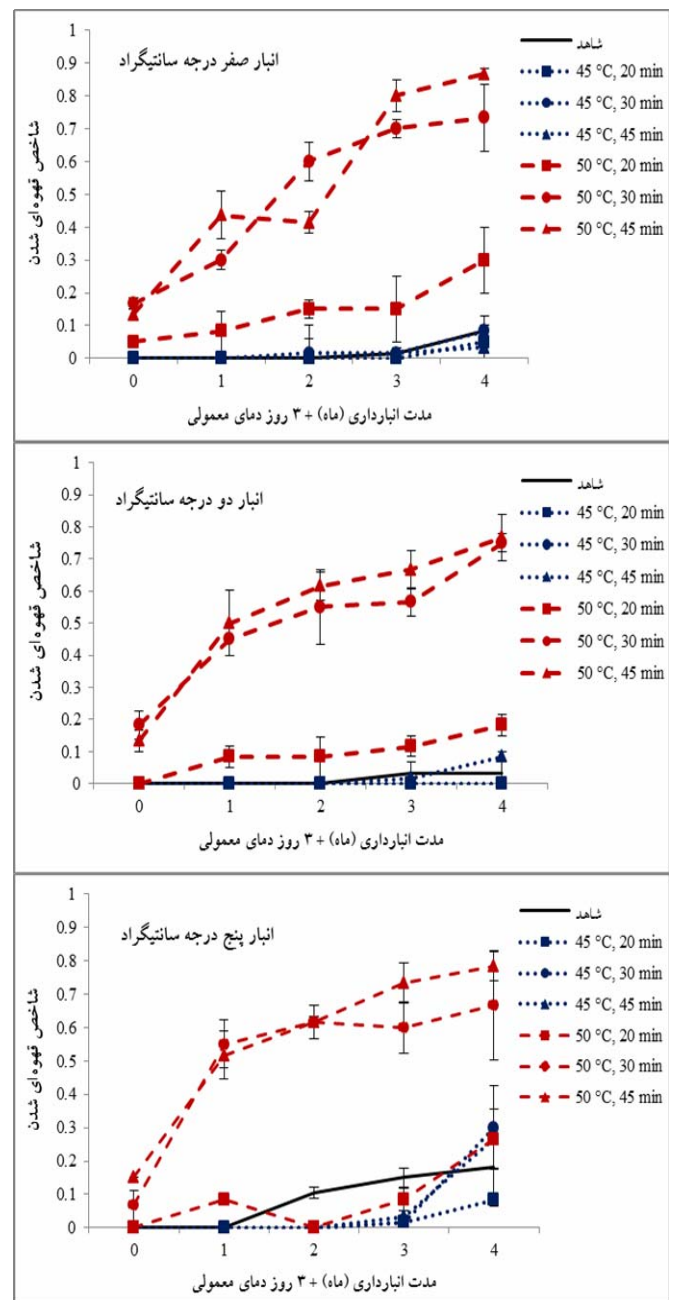 انبار صفر درجه سانتیگراد
شاخص قهوه‌ای شدن
1
0.9
0.8
0.7
0.6
0.5
0.4
0.3
0.2
0.1
0
0 1 2 3 4
مدت انبارداری (ماه) + ۳ روز دمای معمولی
شاهد
45 °C, 20 min
45 °C, 30 min
45 °C, 45 min
50 °C, 20 min
50 °C, 30 min
50 °C, 45 min
انبار دو درجه سانتیگراد
شاخص قهوه‌ای شدن
1
0.9
0.8
0.7
0.6
0.5
0.4
0.3
0.2
0.1
0
0 1 2 3 4
مدت انبارداری (ماه) + ۳ روز دمای معمولی
شاهد
45 °C, 20 min
45 °C, 30 min
45 °C, 45 min
50 °C, 20 min
50 °C, 30 min
50 °C, 45 min
انبار پنج درجه سانتیگراد
شاخص قهوه‌ای شدن
1
0.9
0.8
0.7
0.6
0.5
0.4
0.3
0.2
0.1
0
0 1 2 3 4
مدت انبارداری (ماه) + ۳ روز دمای معمولی
شاهد
45 °C, 20 min
45 °C, 30 min
45 °C, 45 min
50 °C, 20 min
50 °C, 30 min
50 °C, 45 min